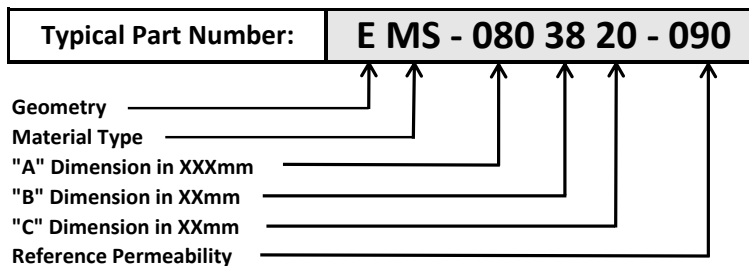 Typical Part Number: E MS - 080 38 20 - 090
Geometry
Material Type
"A" Dimension in XXXmm
"B" Dimension in XXmm
"C" Dimension in XXmm
Reference Permeability